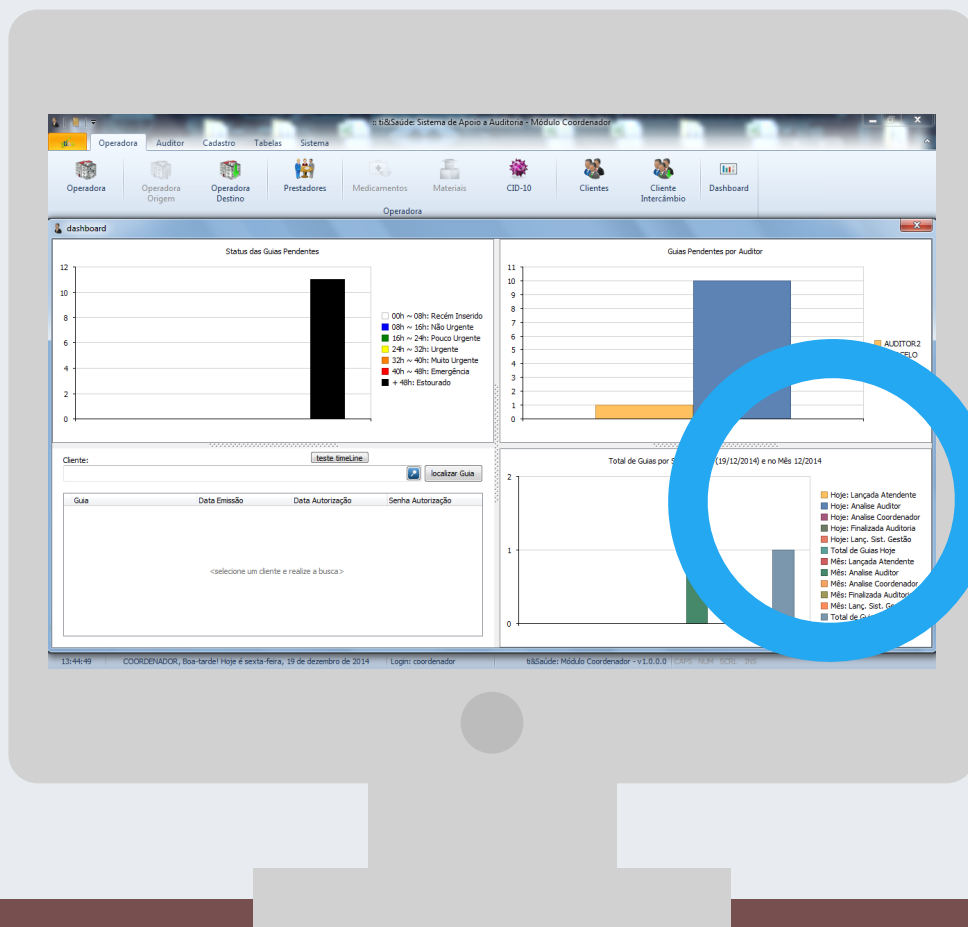 :: ti&Saúde: Sistema de Apoio a Auditoria - Módulo Coordenador
ti Operadora Auditor Cadastro Tabelas Sistema
Operadora
Operadora Origem
Operadora Destino
Prestadores
Medicamentos
Materiais
CID-10
Clientes
Cliente Intercâmbio
Dashboard
Operadora
dashboard
Status das Guias Pendentes
12
10
8
6
4
2
0
00h ~ 08h: Recém Inserido
08h ~ 16h: Não Urgente
16h ~ 24h: Pouco Urgente
24h ~ 32h: Urgente
32h ~ 40h: Muito Urgente
40h ~ 48h: Emergência
+ 48h: Estourado
Guias Pendentes por Auditor
11
10
9
8
7
6
5
4
3
2
1
0
AUDITOR2
Cliente:
teste timeLine
localizar Guia
Guia Data Emissão Data Autorização Senha Autorização
<selecione um cliente e realize a busca>
Total de Guias por (19/12/2014) e no Mês 12/2014
2
1
0
Hoje: Lançada Atendente
Hoje: Analise Auditor
Hoje: Analise Coordenador
Hoje: Finalizada Auditoria
Hoje: Lanç. Sist. Gestão
Total de Guias Hoje
Mês: Lançada Atendente
Mês: Analise Auditor
Mês: Analise Coordenador
Mês: Finalizada
Mês: Lanç. Sist.
Total de
13:44:49 COORDENADOR, Boa-tarde! Hoje é sexta-feira, 19 de dezembro de 2014 Login: coordenador ti&Saúde: Módulo Coordenador - v1.0.0.0 CAPS NUM SCRL INS